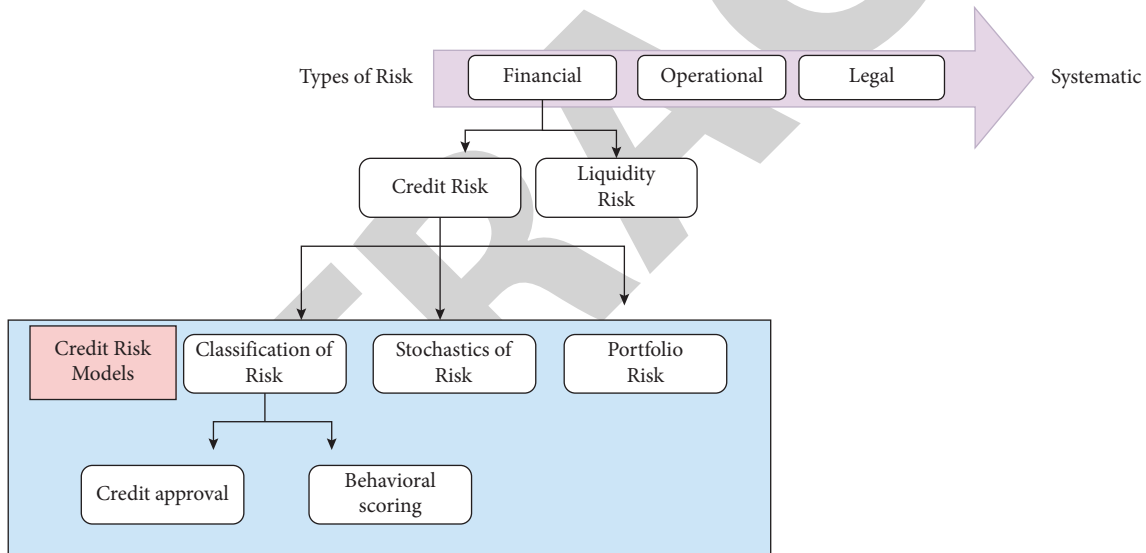 Types of Risk
Financial
Operational
Legal
Systematic
Credit Risk
Liquidity
Risk
Credit Risk
Models
Classification of
Risk
Stochastics of
Risk
Portfolio
Risk
Credit approval
Behavioral
scoring